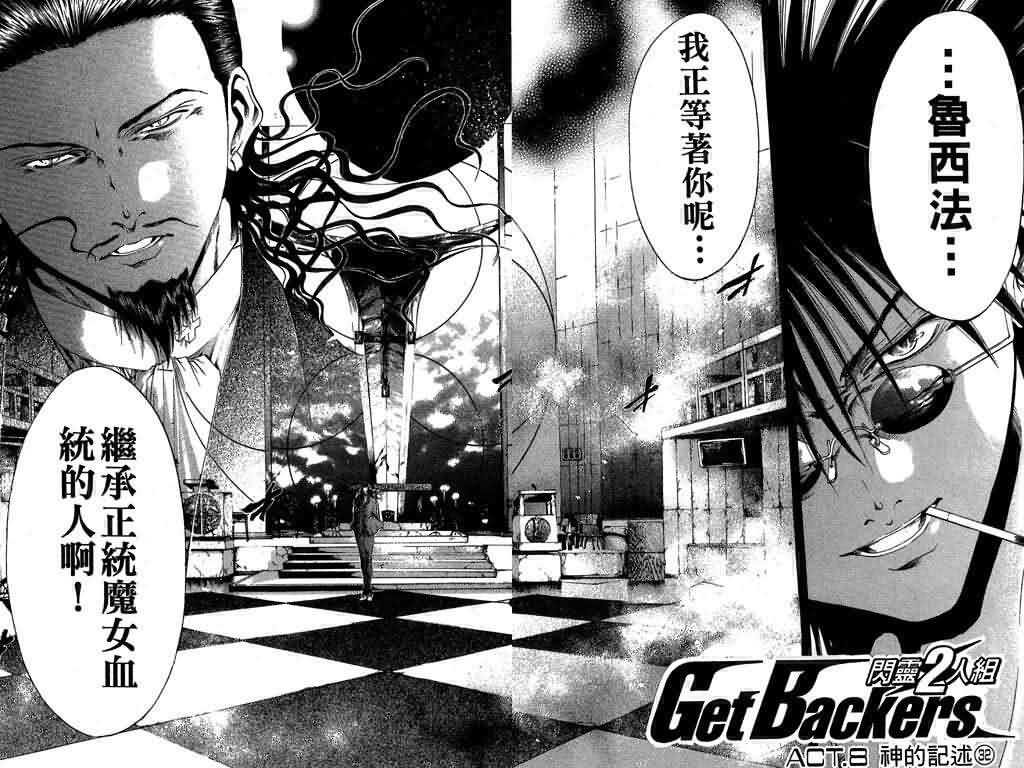 …魯西法…
我正等著你呢…
繼承正統魔女血
統的人啊！
閃靈2人組
GetBackers
ACT.8 神的記述㉜